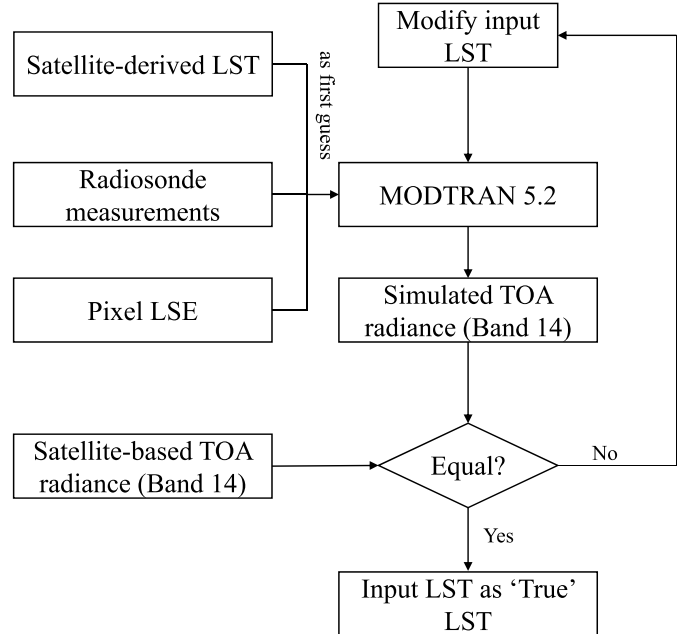 Modify input
LST
Satellite-derived LST
as first guess
Radiosonde
measurements
MODTRAN 5.2
Pixel LSE
Simulated TOA
radiance (Band 14)
Satellite-based TOA
radiance (Band 14)
Equal?
No
Yes
Input LST as ‘True’
LST